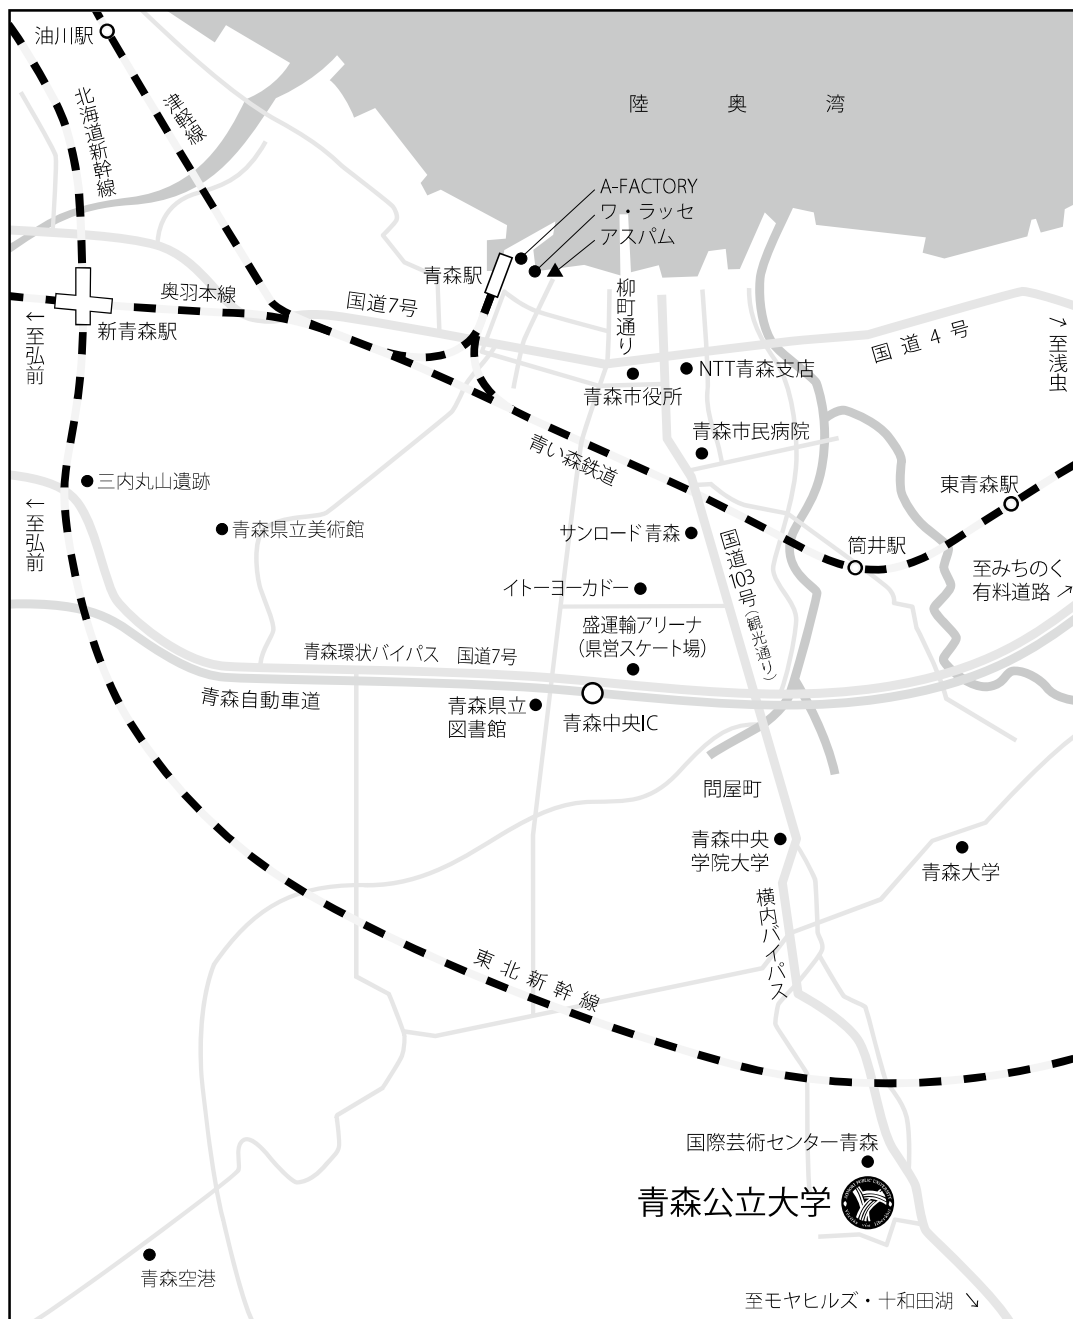 油川駅
北海道新幹線
津軽線
陸奥湾
A-FACTORY
ワ・ラッセ
アスパム
青森駅
奥羽本線
新青森駅
←至弘前
国道7号
柳町通り
国道4号
→至浅虫
NTT青森支店
青森市役所
青森市民病院
青い森鉄道
三内丸山遺跡
←至弘前
青森県立美術館
サンロード青森
国道103号(観光通り)
筒井駅
東青森駅
至みちのく
有料道路↗
イトーヨーカドー
盛運輸アリーナ
(県営スケート場)
青森環状バイパス 国道7号
青森自動車道
青森県立
図書館
青森中央IC
問屋町
青森中央
学院大学
青森大学
横内バイパス
東北新幹線
国際芸術センター青森
青森公立大学
青森空港
至モヤヒルズ・十和田湖 ↘